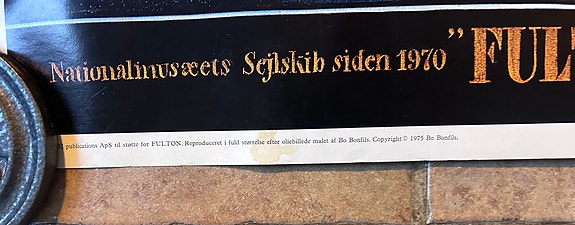 Nationalmusæets Sejlskib siden 1970 "FUL
publications ApS til støtte for FULTON. Reproduceret i fuld størrelse efter oliebillede malet af Bo Bonfils. Copyright © 1975 Bo Bonfils.